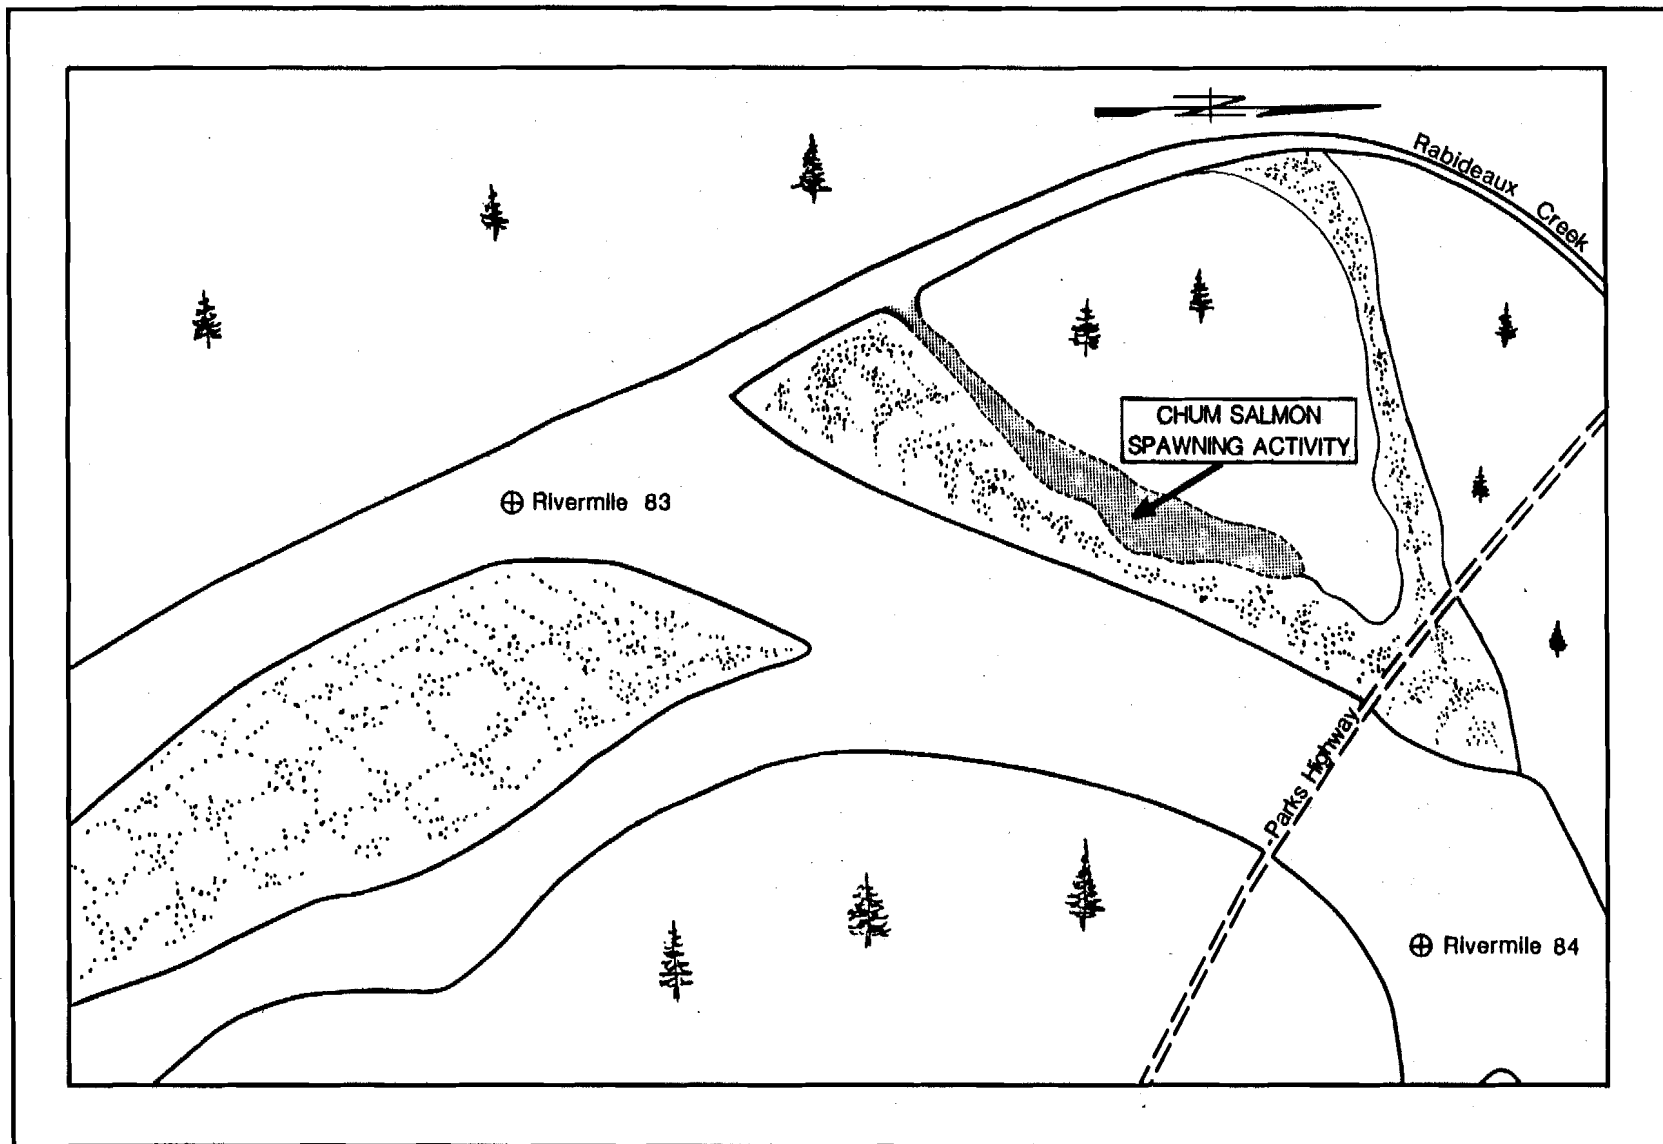 Rabideaux Creek
CHUM SALMON
SPAWNING ACTIVITY
Rivermile 83
Parks Highway
Rivermile 84